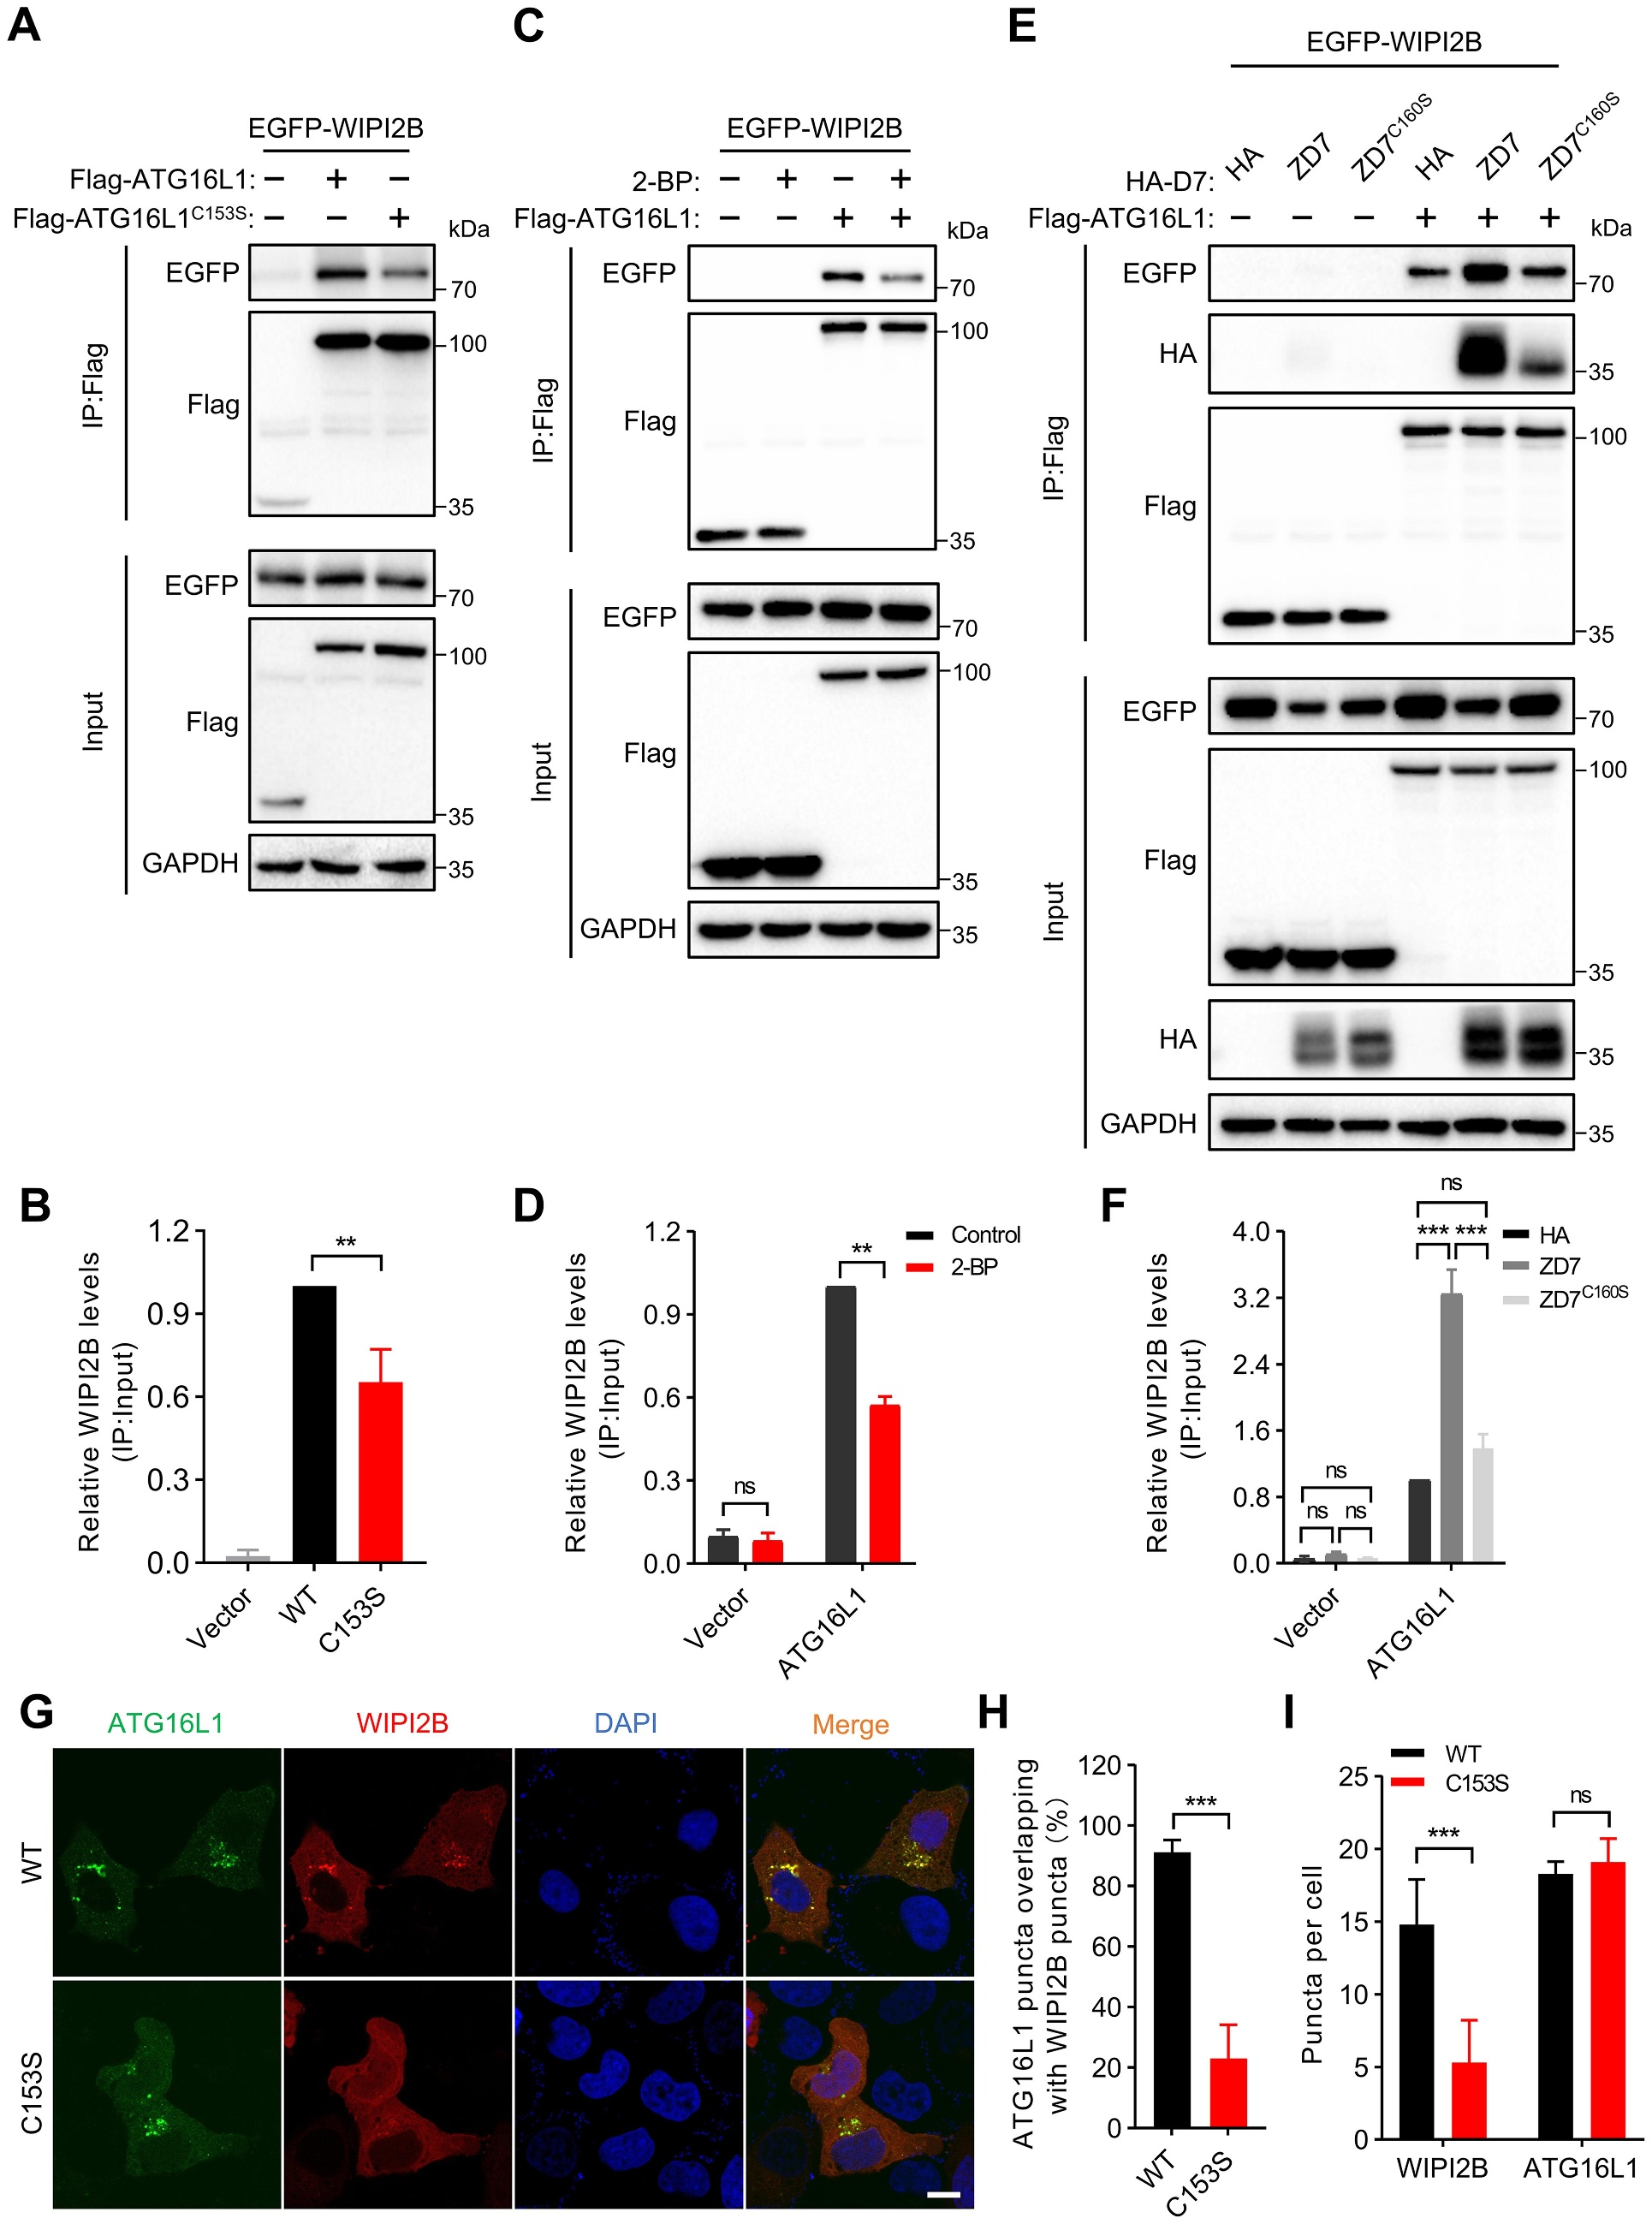 A
EGFP-WIPI2B
Flag-ATG16L1: − + −
Flag-ATG16L1C153S: − − +
kDa
IP:Flag
EGFP
70
Flag
100
35
Input
EGFP
70
Flag
100
35
GAPDH
35
C
EGFP-WIPI2B
2-BP: − + − +
Flag-ATG16L1: − − + +
kDa
IP:Flag
EGFP
70
Flag
100
35
Input
EGFP
70
Flag
100
35
GAPDH
35
E
EGFP-WIPI2B
HA-D7: HA ZD7 ZD7C160S HA ZD7 ZD7C160S
Flag-ATG16L1: − − − + + +
kDa
IP:Flag
EGFP
70
HA
35
Flag
100
35
Input
EGFP
70
Flag
100
35
HA
35
GAPDH
35
B
Relative WIPI2B levels
(IP:Input)
1.2
0.9
0.6
0.3
0.0
**
Vector
WT
C153S
D
Relative WIPI2B levels
(IP:Input)
1.2
0.9
0.6
0.3
0.0
ns
**
Control
2-BP
Vector
ATG16L1
F
Relative WIPI2B levels
(IP:Input)
4.0
3.2
2.4
1.6
0.8
0.0
ns
ns ns
ns
*** ***
HA
ZD7
ZD7C160S
Vector
ATG16L1
G
ATG16L1 WIPI2B DAPI Merge
WT
C153S
H
ATG16L1 puncta overlapping
with WIPI2B puncta (%)
120
100
80
60
40
20
0
***
WT
C153S
I
WT
C153S
Puncta per cell
25
20
15
10
5
0
***
ns
WIPI2B
ATG16L1